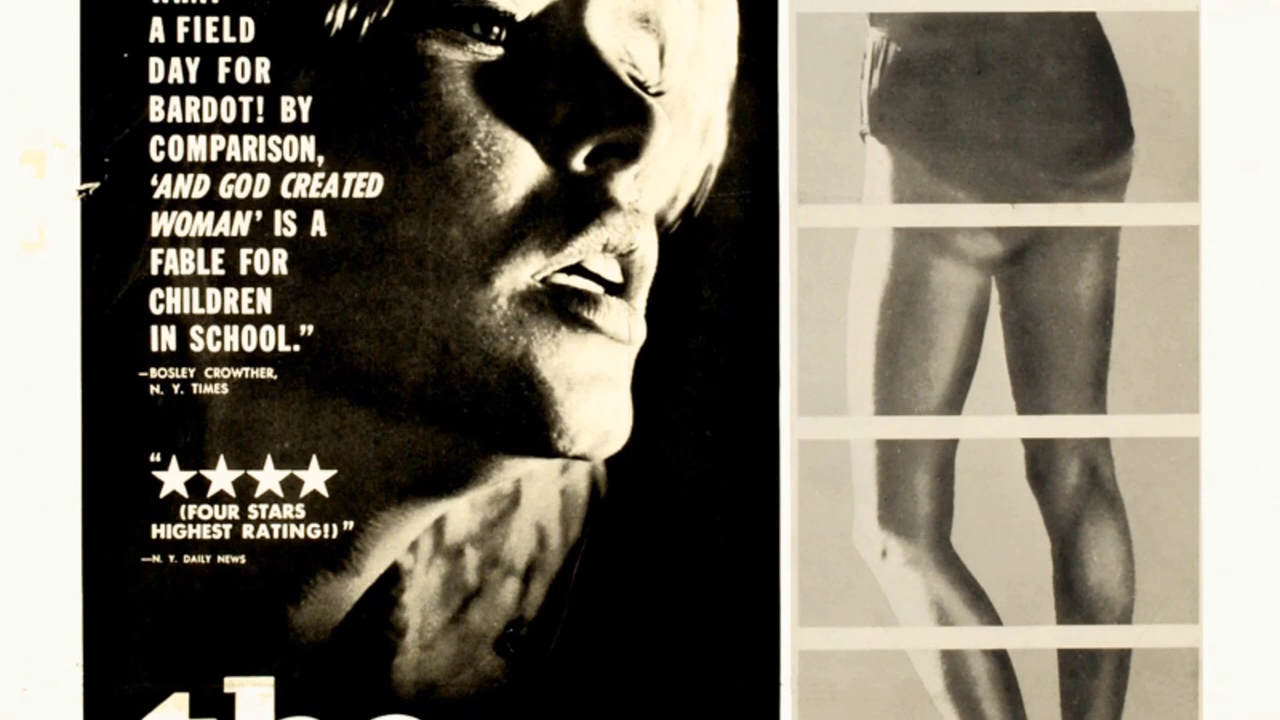 A FIELD
DAY FOR
BARDOT! BY
COMPARISON,
'AND GOD CREATED
WOMAN' IS A
FABLE FOR
CHILDREN
IN SCHOOL."
—BOSLEY CROWTHER,
N. Y. TIMES
"★★★★
(FOUR STARS
HIGHEST RATING!)"
—N. Y. DAILY NEWS
the